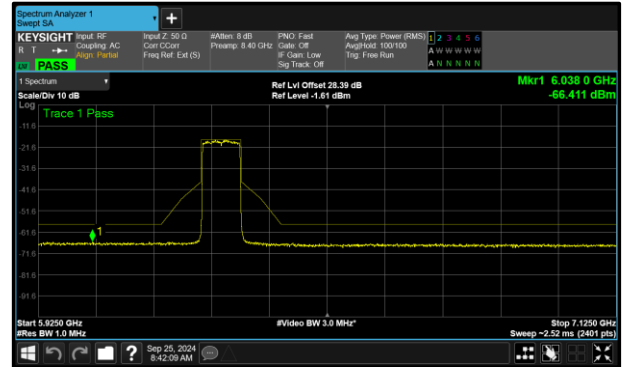 Spectrum Analyzer 1
Swept SA
+
KEYSIGHT
R T
PASS
Input: RF
Coupling: AC
Align: Partial
Input Z: 50 Ω
Corr CCorr
Freq Ref: Ext (S)
#Atten: 8 dB
Preamp: 8.40 GHz
PNO: Fast
Gate: Off
IF Gain: Low
Sig Track: Off
Avg Type: Power (RMS)
Avg|Hold: 100/100
Trig: Free Run
1 2 3 4 5 6
A W W W W W
A N N N N N
1 Spectrum
Scale/Div 10 dB
Ref Lvl Offset 28.39 dB
Ref Level -1.61 dBm
Mkr1 6.038 0 GHz
-66.411 dBm
Log
Trace 1 Pass
-11.6
-21.6
-31.6
-41.6
-51.6
-61.6
1
-71.6
-81.6
-91.6
Start 5.9250 GHz
#Res BW 1.0 MHz
#Video BW 3.0 MHz*
Stop 7.1250 GHz
Sweep ~2.52 ms (2401 pts)
?
Sep 25, 2024
8:42:09 AM